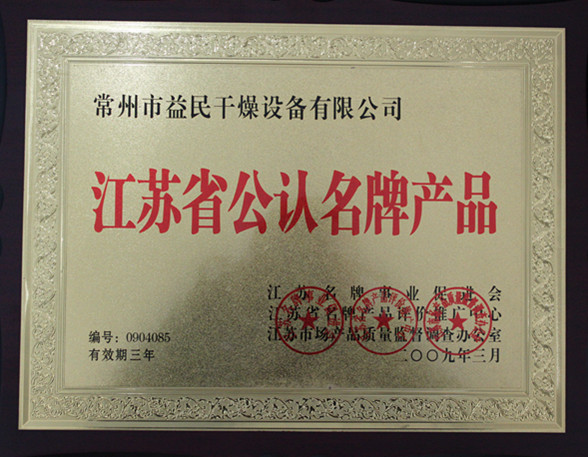 常州市益民干燥设备有限公司
江苏省公认名牌产品
江苏名牌事业促进会
江苏省名牌产品评价推广中心
江苏市场产品质量监督调查办公室
二〇〇九年三月
编号：0904085
有效期三年